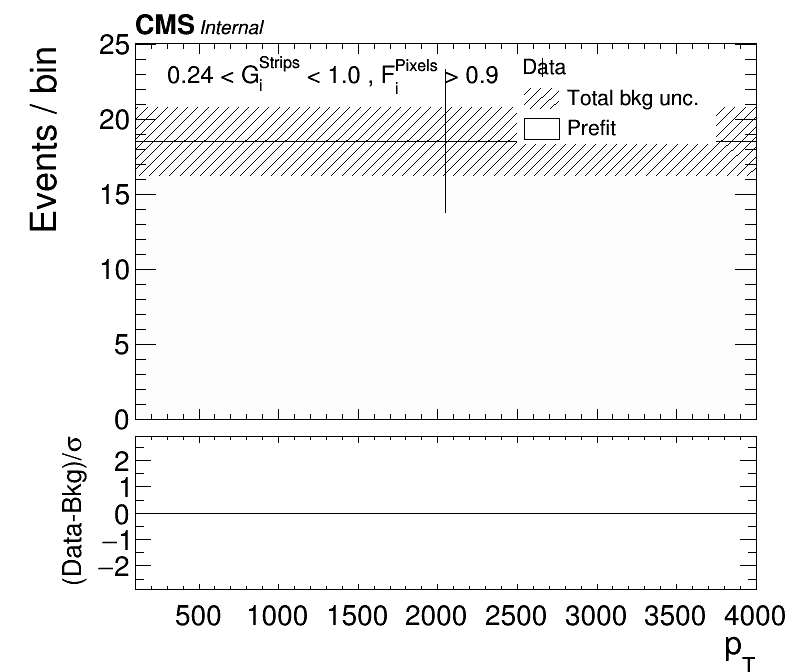 CMS Internal
25
0.24 < G_i^Strips < 1.0 , F_i^Pixels > 0.9
Data
Total bkg unc.
Prefit
Events / bin
20
15
10
5
0
(Data-Bkg)/σ
2
1
0
−1
−2
500 1000 1500 2000 2500 3000 3500 4000
p_T